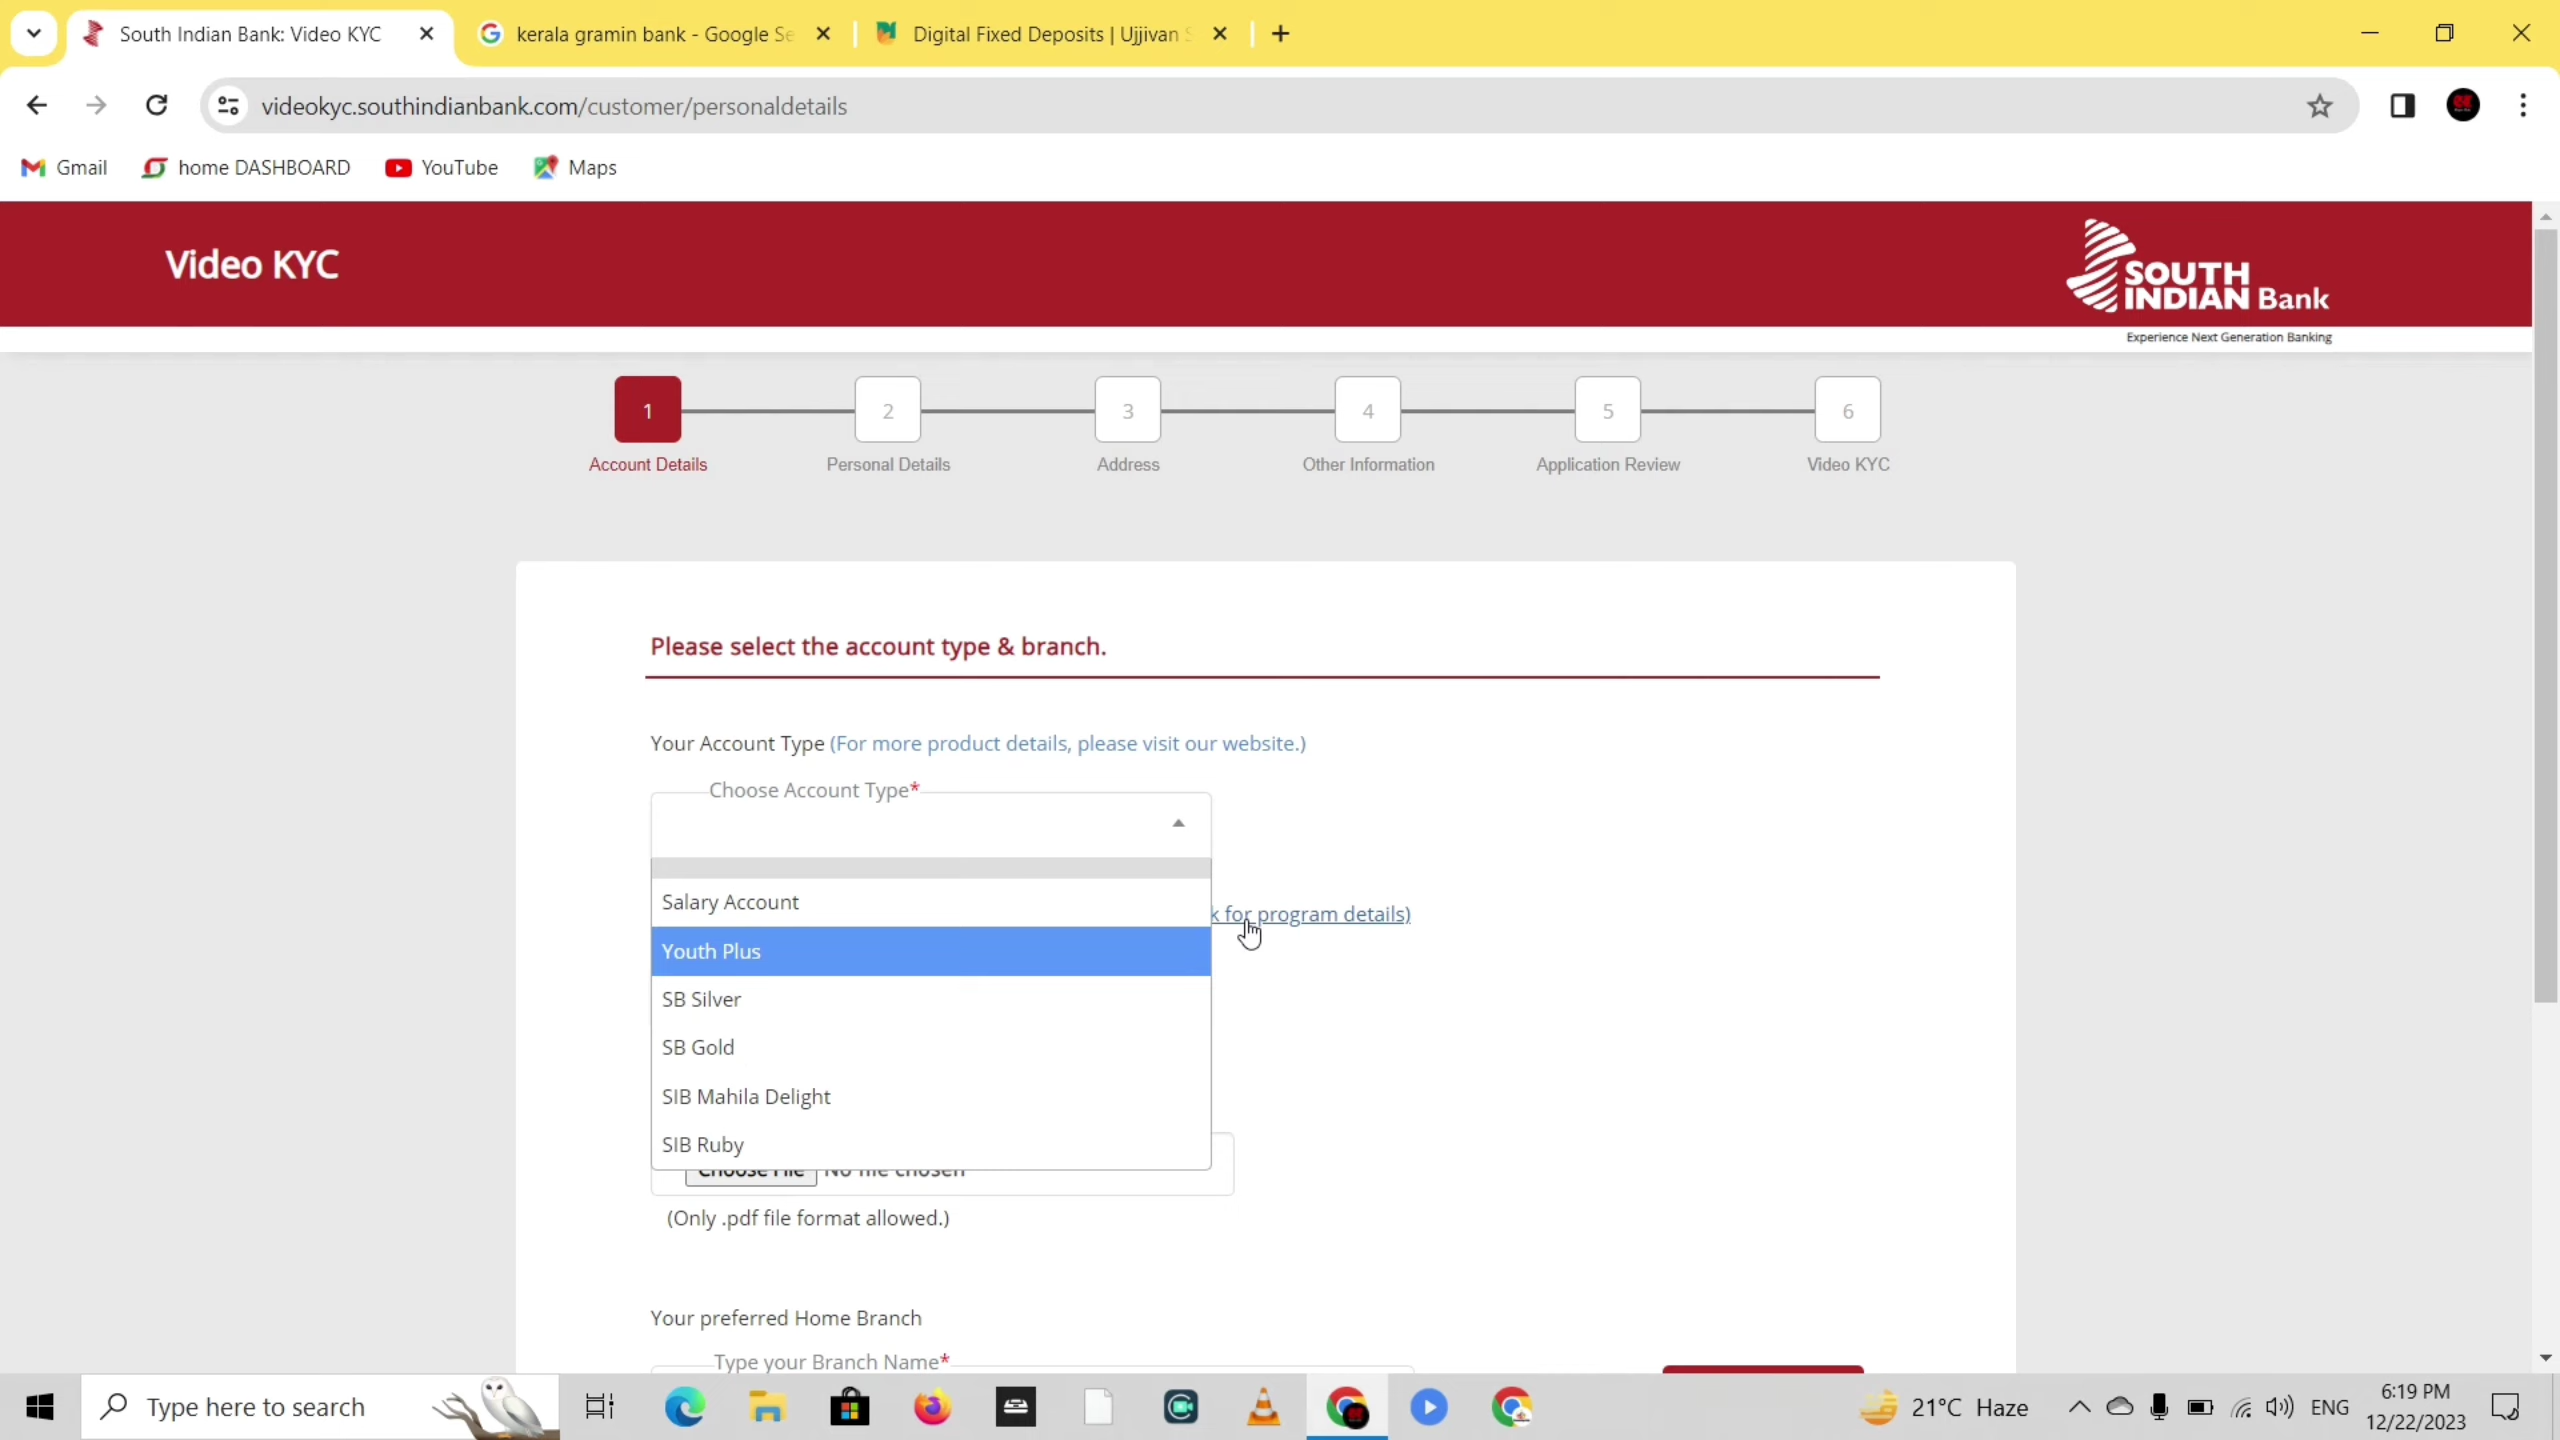 South Indian Bank: Video KYC
kerala gramin bank - Google Se
Digital Fixed Deposits | Ujjivan S
videokyc.southindianbank.com/customer/personaldetails
Gmail
home DASHBOARD
YouTube
Maps
Video KYC
SOUTH
INDIAN Bank
Experience Next Generation Banking
1
2
3
4
5
6
Account Details
Personal Details
Address
Other Information
Application Review
Video KYC
Please select the account type & branch.
Your Account Type (For more product details, please visit our website.)
Choose Account Type*
Salary Account
k for program details)
Youth Plus
SB Silver
SB Gold
SIB Mahila Delight
SIB Ruby
Choose File No file chosen
(Only .pdf file format allowed.)
Your preferred Home Branch
Type your Branch Name*
Type here to search
21°C Haze
ENG
6:19 PM
12/22/2023